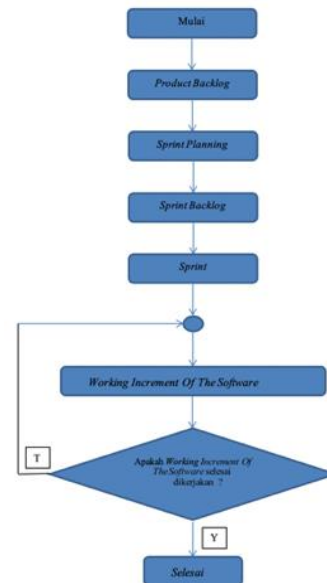 Mulai
Product Backlog
Sprint Planning
Sprint Backlog
Sprint
Working Increment Of The Software
T
Apakah Working Increment Of
The Software selesai
dikerjakan ?
Y
Selesai